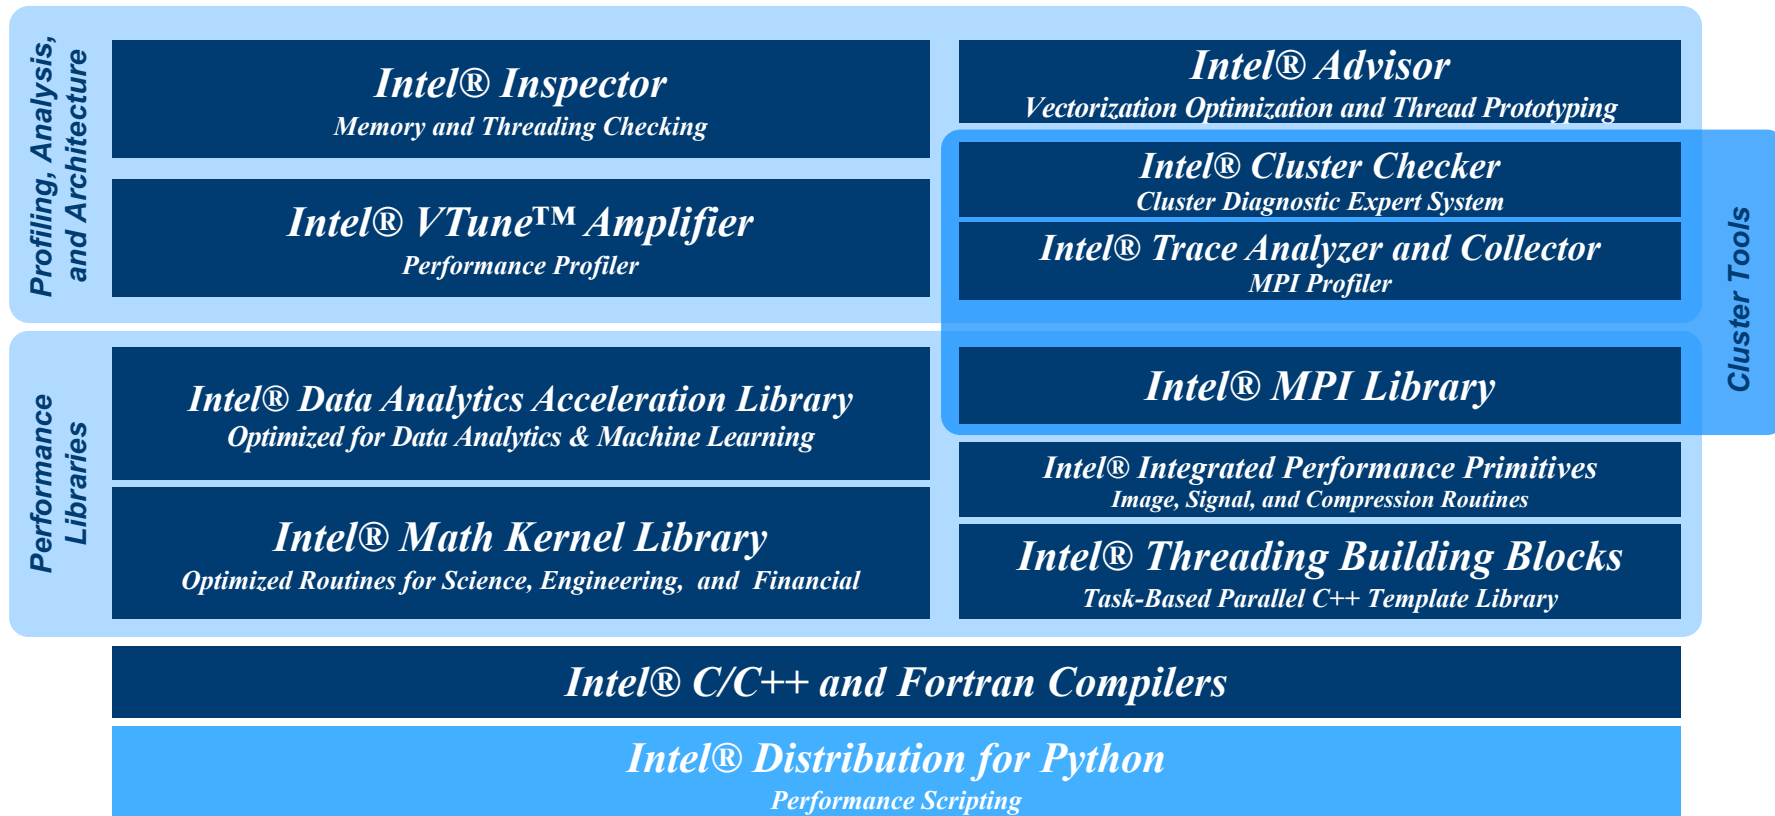 Profiling, Analysis,
and Architecture
Intel® Inspector
Memory and Threading Checking
Intel® VTune™ Amplifier
Performance Profiler
Intel® Advisor
Vectorization Optimization and Thread Prototyping
Intel® Cluster Checker
Cluster Diagnostic Expert System
Intel® Trace Analyzer and Collector
MPI Profiler
Cluster Tools
Performance
Libraries
Intel® Data Analytics Acceleration Library
Optimized for Data Analytics & Machine Learning
Intel® Math Kernel Library
Optimized Routines for Science, Engineering, and Financial
Intel® MPI Library
Intel® Integrated Performance Primitives
Image, Signal, and Compression Routines
Intel® Threading Building Blocks
Task-Based Parallel C++ Template Library
Intel® C/C++ and Fortran Compilers
Intel® Distribution for Python
Performance Scripting